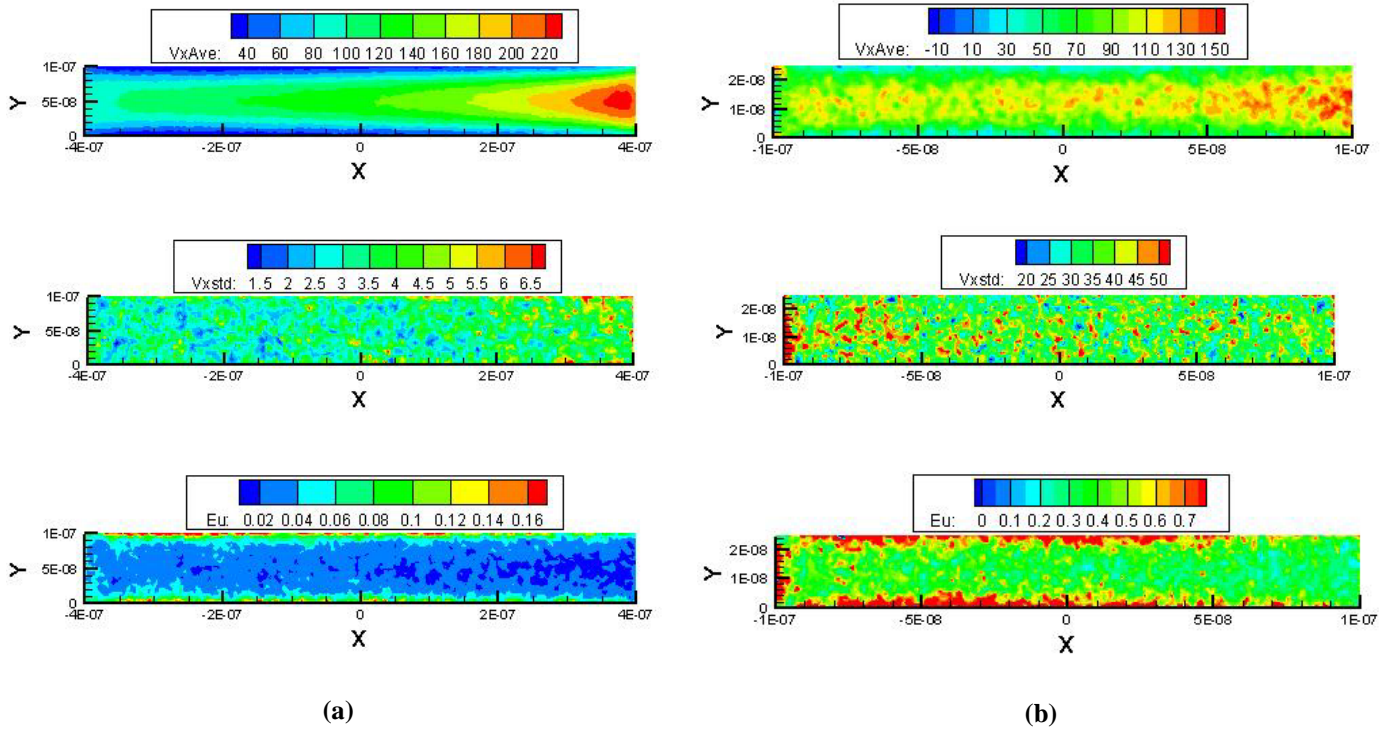 VxAve: 40 60 80 100 120 140 160 180 200 220
1E-07
5E-08
0
Y
-4E-07 -2E-07 0 2E-07 4E-07
X
Vxstd: 1.5 2 2.5 3 3.5 4 4.5 5 5.5 6 6.5
1E-07
5E-08
0
Y
-4E-07 -2E-07 0 2E-07 4E-07
X
Eu: 0.02 0.04 0.06 0.08 0.1 0.12 0.14 0.16
1E-07
5E-08
0
Y
-4E-07 -2E-07 0 2E-07 4E-07
X
(a)
VxAve: -10 10 30 50 70 90 110 130 150
2E-08
1E-08
0
Y
-1E-07 -5E-08 0 5E-08 1E-07
X
Vxstd: 20 25 30 35 40 45 50
2E-08
1E-08
0
Y
-1E-07 -5E-08 0 5E-08 1E-07
X
Eu: 0 0.1 0.2 0.3 0.4 0.5 0.6 0.7
2E-08
1E-08
0
Y
-1E-07 -5E-08 0 5E-08 1E-07
X
(b)